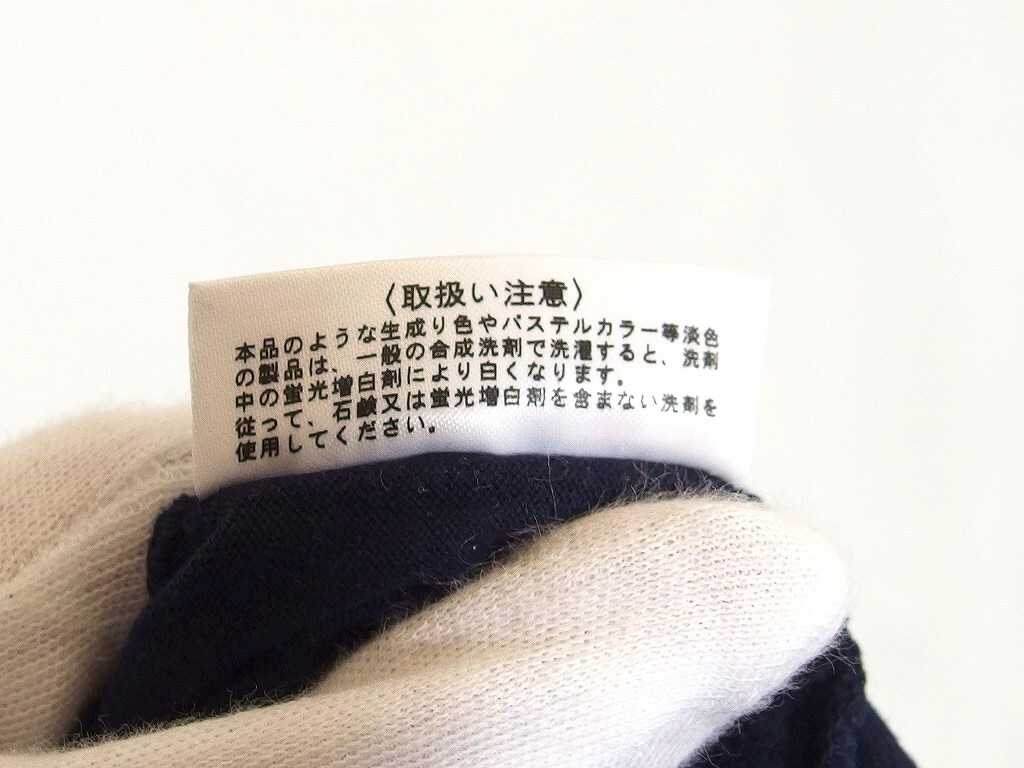 〈取扱い注意〉
本品のような生成り色やパステルカラー等淡色
の製品は、一般の合成洗剤で洗濯すると、洗剤
中の蛍光増白剤により白くなります。
従って、石鹸又は蛍光増白剤を含まない洗剤を
使用してください。